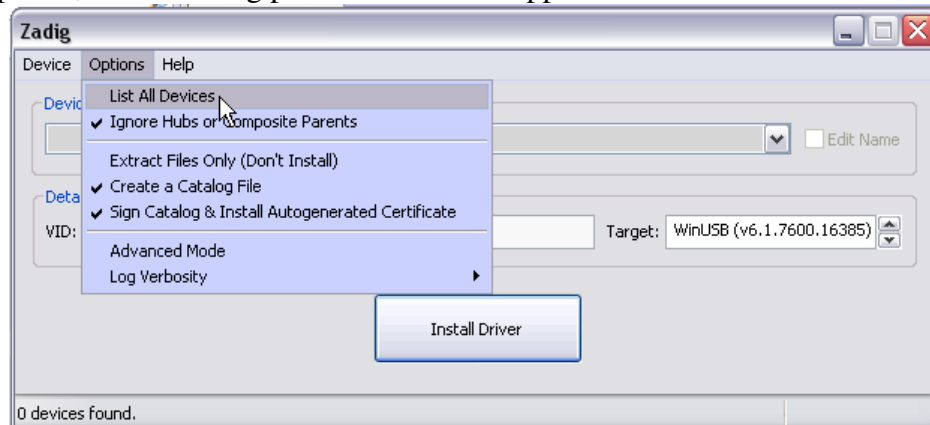 Zadig
Device Options Help
List All Devices
Ignore Hubs or Composite Parents
Edit Name
Extract Files Only (Don't Install)
Create a Catalog File
Sign Catalog & Install Autogenerated Certificate
VID:
Target: WinUSB (v6.1.7600.16385)
Advanced Mode
Log Verbosity
Install Driver
0 devices found.